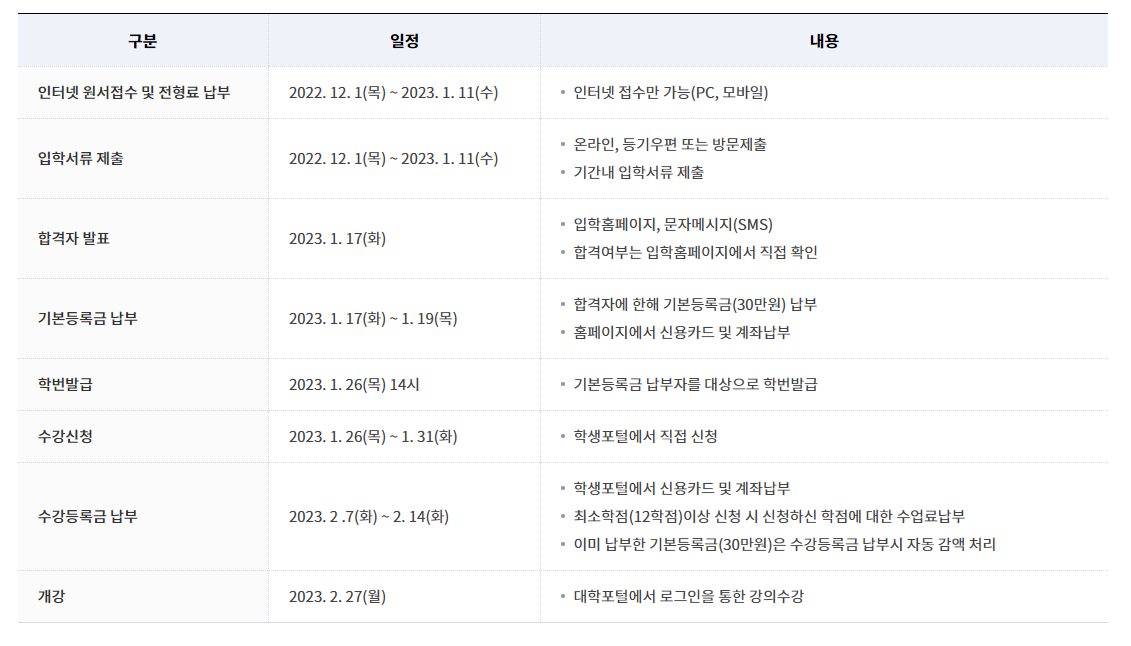 구분 일정 내용
인터넷 원서접수 및 전형료 납부 2022. 12. 1(목) ~ 2023. 1. 11(수) • 인터넷 접수만 가능(PC, 모바일)
입학서류 제출 2022. 12. 1(목) ~ 2023. 1. 11(수) • 온라인, 등기우편 또는 방문제출
• 기간내 입학서류 제출
합격자 발표 2023. 1. 17(화) • 입학홈페이지, 문자메시지(SMS)
• 합격여부는 입학홈페이지에서 직접 확인
기본등록금 납부 2023. 1. 17(화) ~ 1. 19(목) • 합격자에 한해 기본등록금(30만원) 납부
• 홈페이지에서 신용카드 및 계좌납부
학번발급 2023. 1. 26(목) 14시 • 기본등록금 납부자를 대상으로 학번발급
수강신청 2023. 1. 26(목) ~ 1. 31(화) • 학생포털에서 직접 신청
수강등록금 납부 2023. 2 .7(화) ~ 2. 14(화) • 학생포털에서 신용카드 및 계좌납부
• 최소학점(12학점)이상 신청 시 신청하신 학점에 대한 수업료납부
• 이미 납부한 기본등록금(30만원)은 수강등록금 납부시 자동 감액 처리
개강 2023. 2. 27(월) • 대학포털에서 로그인을 통한 강의수강